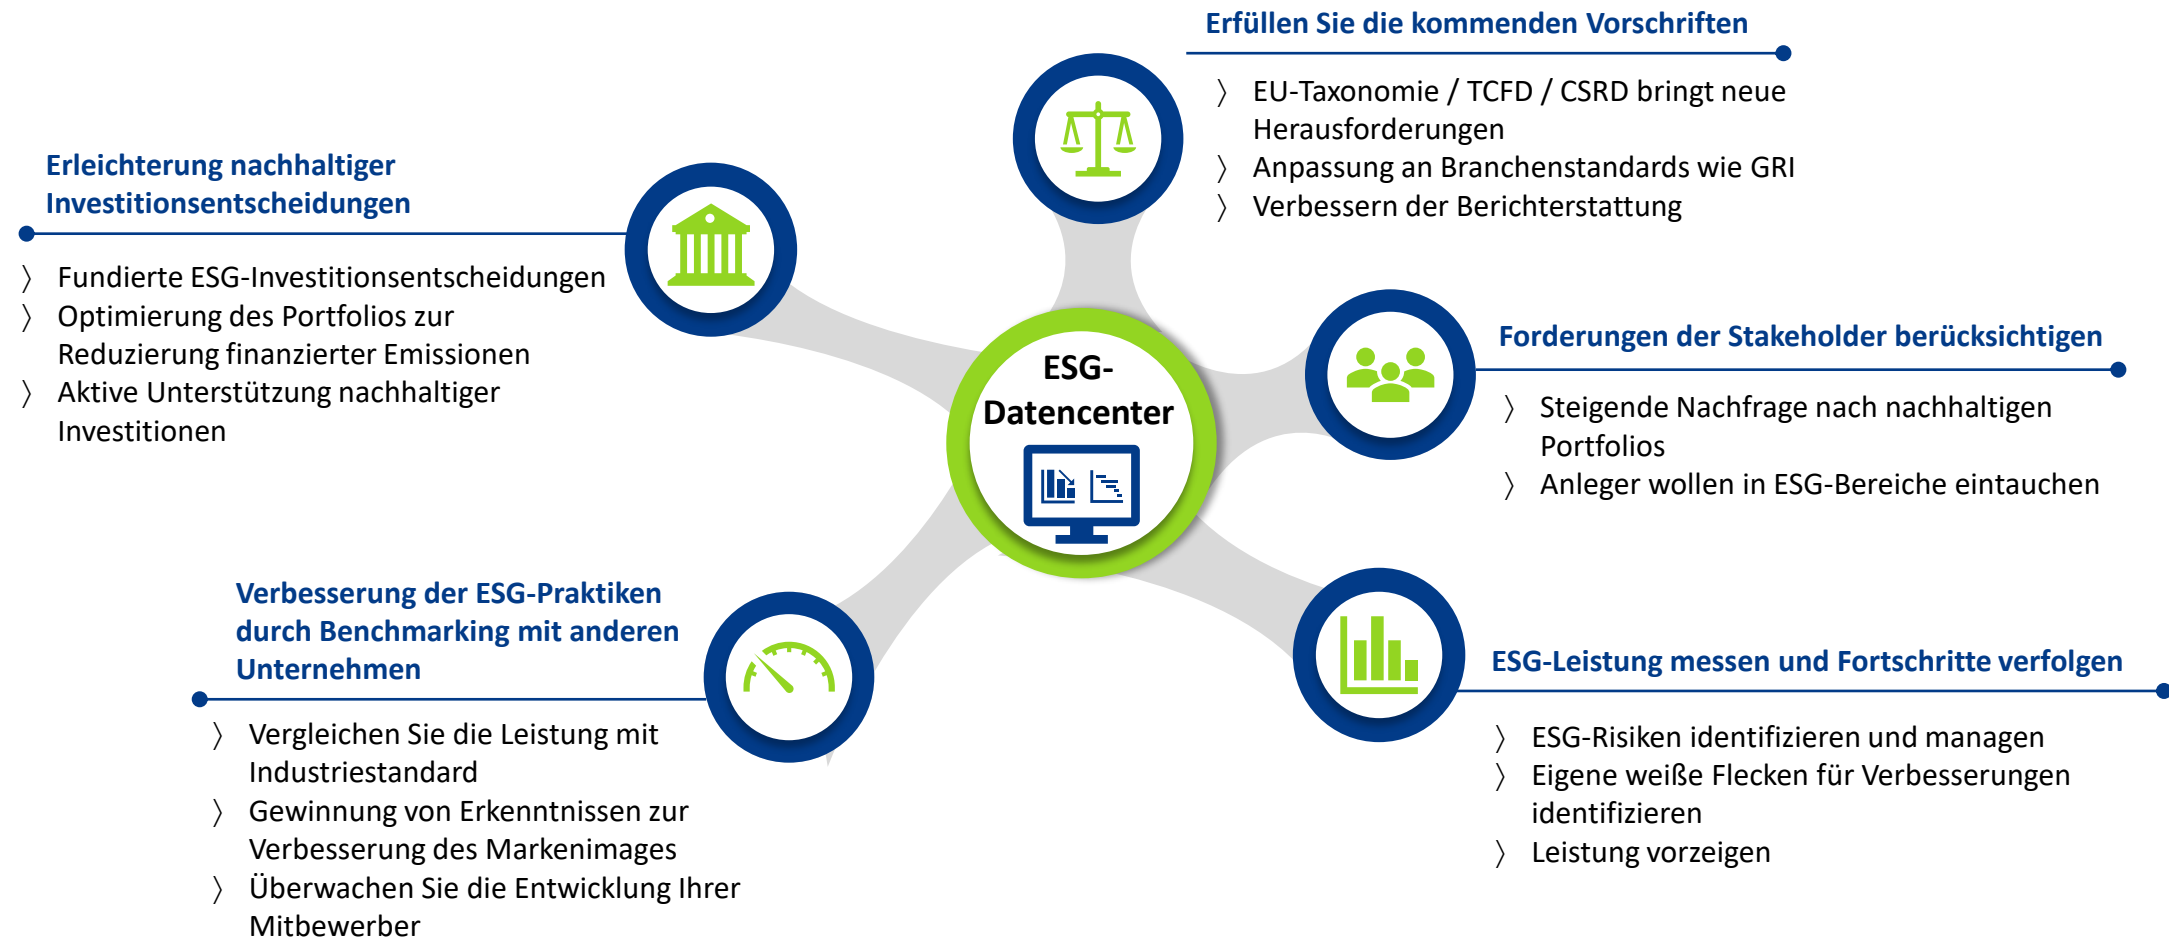 Erfüllen Sie die kommenden Vorschriften
〉 EU-Taxonomie / TCFD / CSRD bringt neue
Herausforderungen
〉 Anpassung an Branchenstandards wie GRI
〉 Verbessern der Berichterstattung
Erleichterung nachhaltiger
Investitionsentscheidungen
〉 Fundierte ESG-Investitionsentscheidungen
〉 Optimierung des Portfolios zur
Reduzierung finanzierter Emissionen
〉 Aktive Unterstützung nachhaltiger
Investitionen
ESG-
Datencenter
Forderungen der Stakeholder berücksichtigen
〉 Steigende Nachfrage nach nachhaltigen
Portfolios
〉 Anleger wollen in ESG-Bereiche eintauchen
Verbesserung der ESG-Praktiken
durch Benchmarking mit anderen
Unternehmen
〉 Vergleichen Sie die Leistung mit
Industriestandard
〉 Gewinnung von Erkenntnissen zur
Verbesserung des Markenimages
〉 Überwachen Sie die Entwicklung Ihrer
Mitbewerber
ESG-Leistung messen und Fortschritte verfolgen
〉 ESG-Risiken identifizieren und managen
〉 Eigene weiße Flecken für Verbesserungen
identifizieren
〉 Leistung vorzeigen